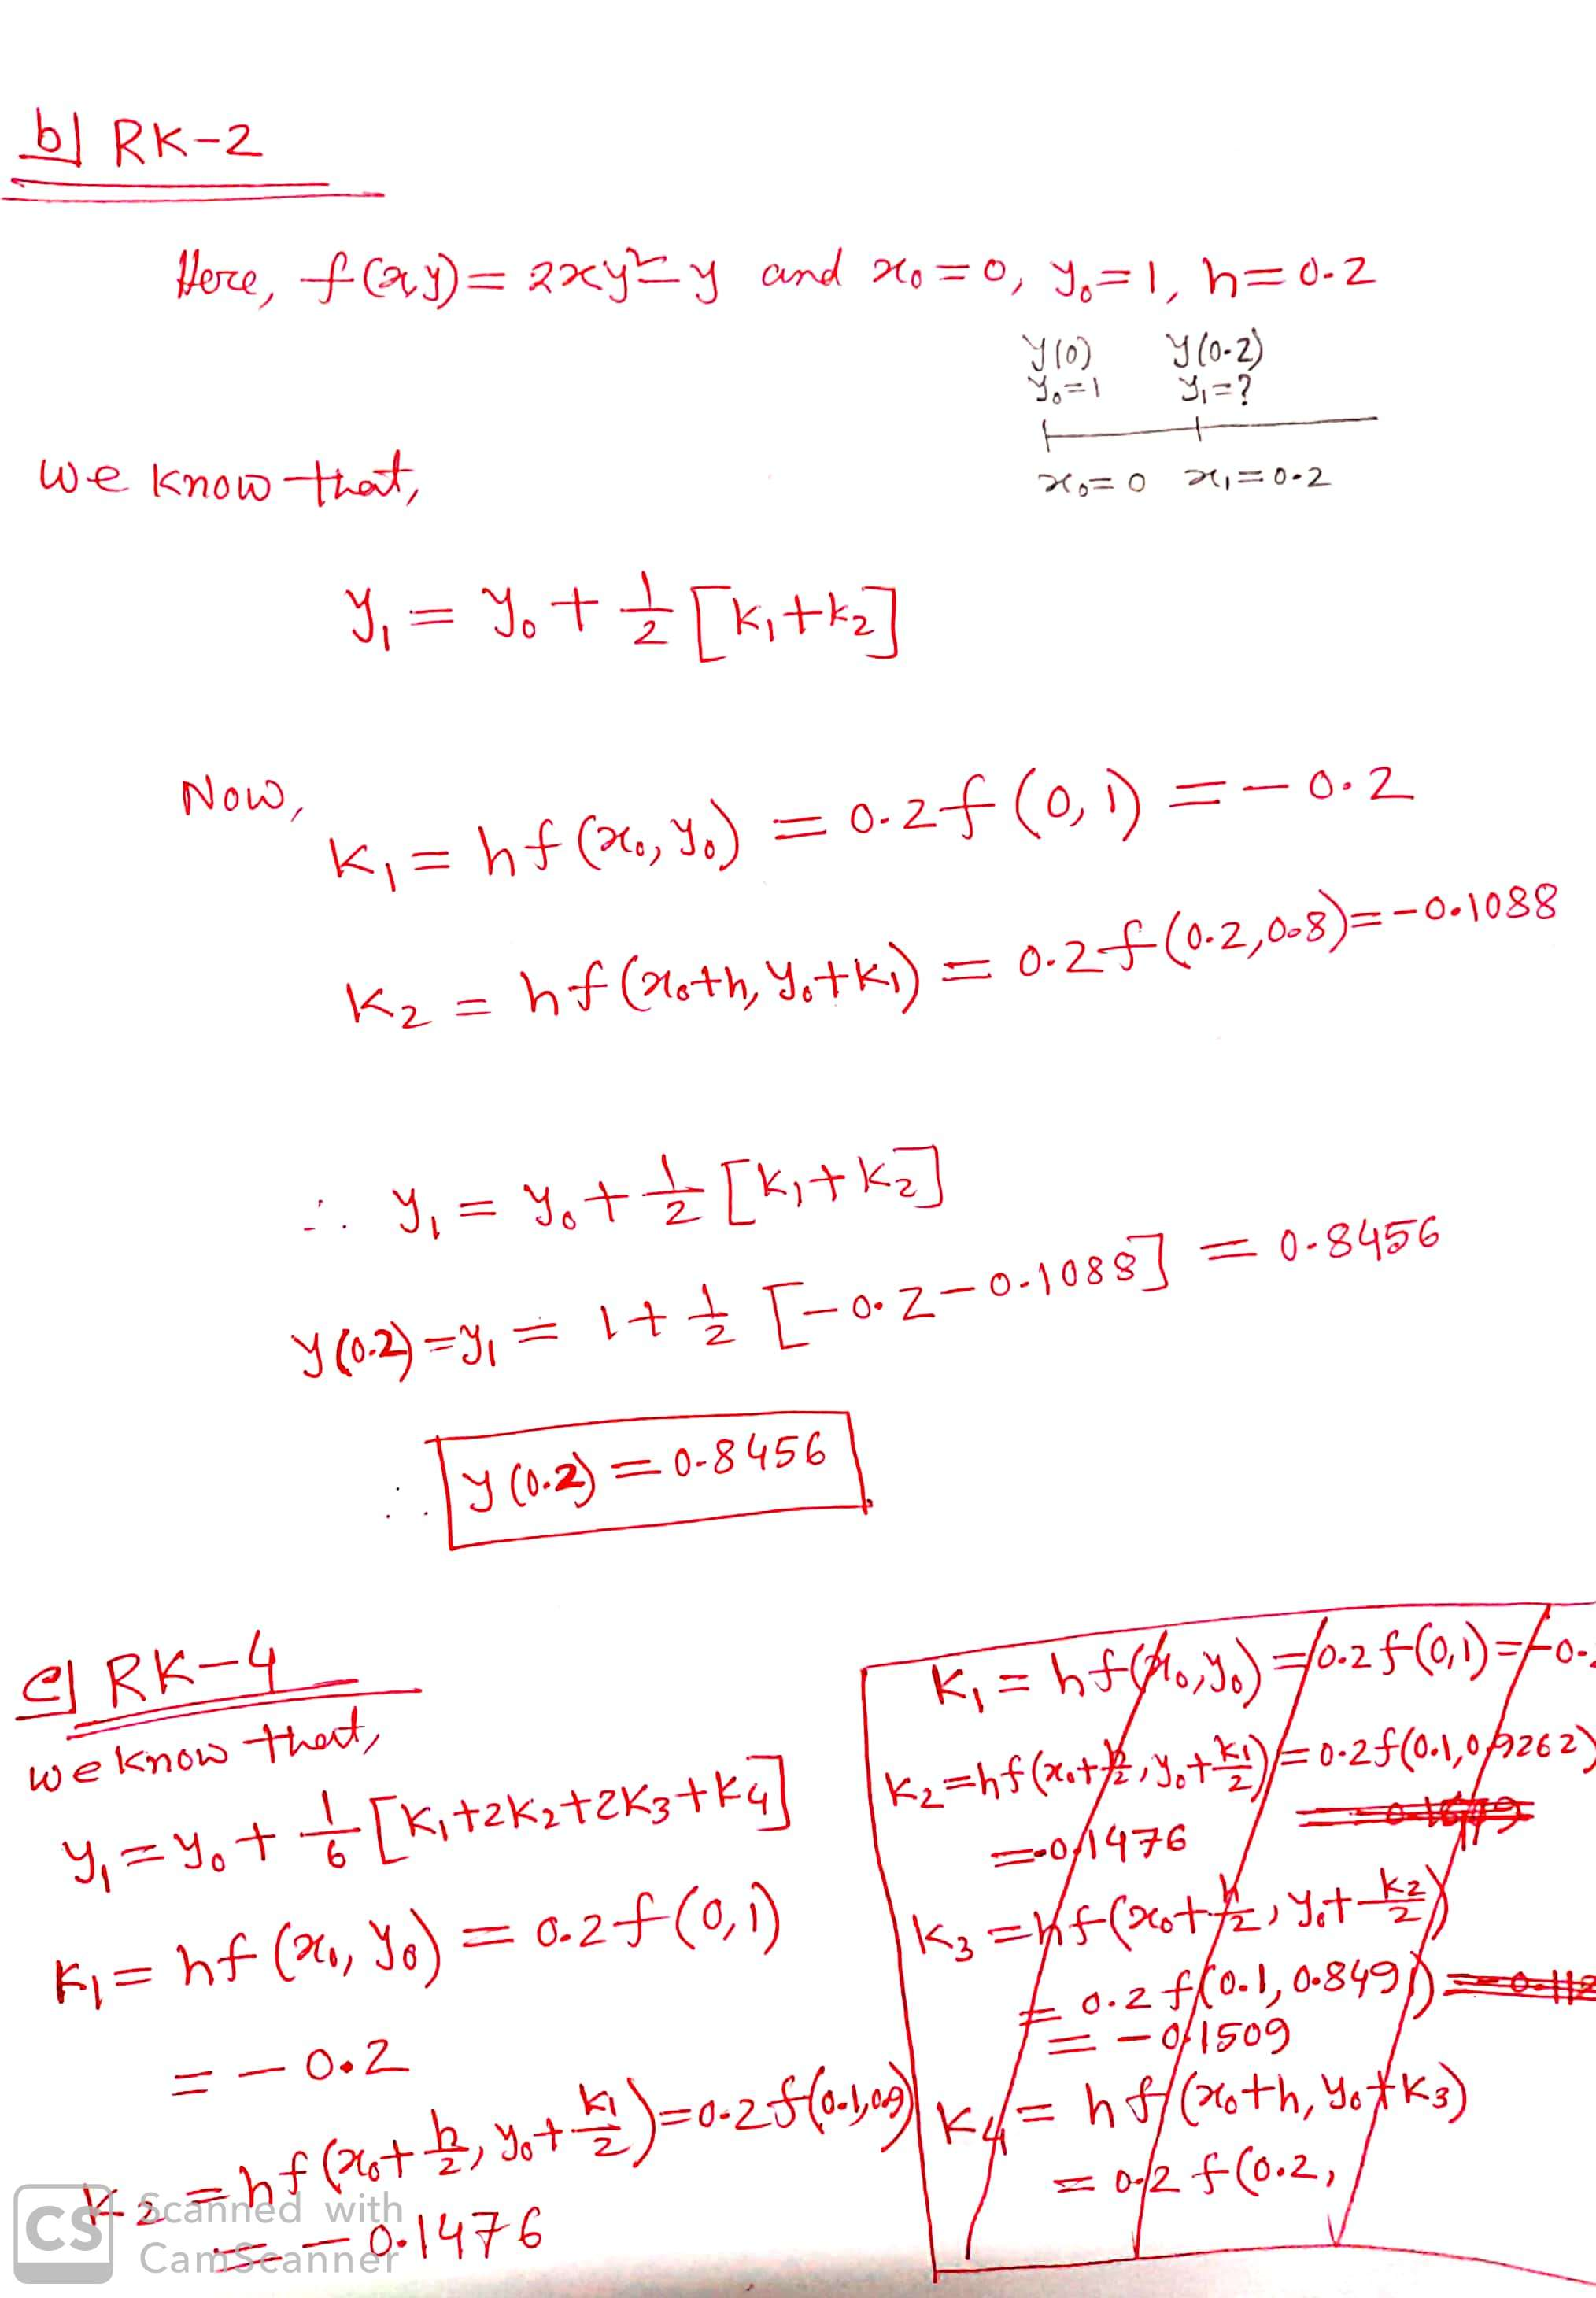 b] RK-2
Here, f(x,y) = 2xy² - y and x₀ = 0, y₀ = 1, h = 0.2
y(0) y(0.2)
y₀ = 1 y₁ = ?
x₀ = 0 x₁ = 0.2
we know that,
y₁ = y₀ + 1/2 [k₁ + k₂]
Now,
k₁ = hf(x₀, y₀) = 0.2f(0, 1) = -0.2
k₂ = hf(x₀+h, y₀+k₁) = 0.2f(0.2, 0.8) = -0.1088
∴ y₁ = y₀ + 1/2 [k₁ + k₂]
y(0.2) = y₁ = 1 + 1/2 [-0.2 - 0.1088] = 0.8456
∴ y(0.2) = 0.8456
c] RK-4
we know that,
y₁ = y₀ + 1/6 [k₁ + 2k₂ + 2k₃ + k₄]
k₁ = hf(x₀, y₀) = 0.2f(0, 1)
= -0.2
k₂ = hf(x₀ + h/2, y₀ + k₁/2) = 0.2f(0.1, 0.9)
= -0.1476
k₁ = hf(x₀, y₀) = 0.2f(0, 1) = -0.
k₂ = hf(x₀ + h/2, y₀ + k₁/2) = 0.2f(0.1, 0.9262)
= -0.1476
k₃ = hf(x₀ + h/2, y₀ + k₂/2)
= 0.2f(0.1, 0.8491)
= -0.1509
k₄ = hf(x₀+h, y₀+k₃)
= 0.2f(0.2,
CS Scanned with
CamScanner